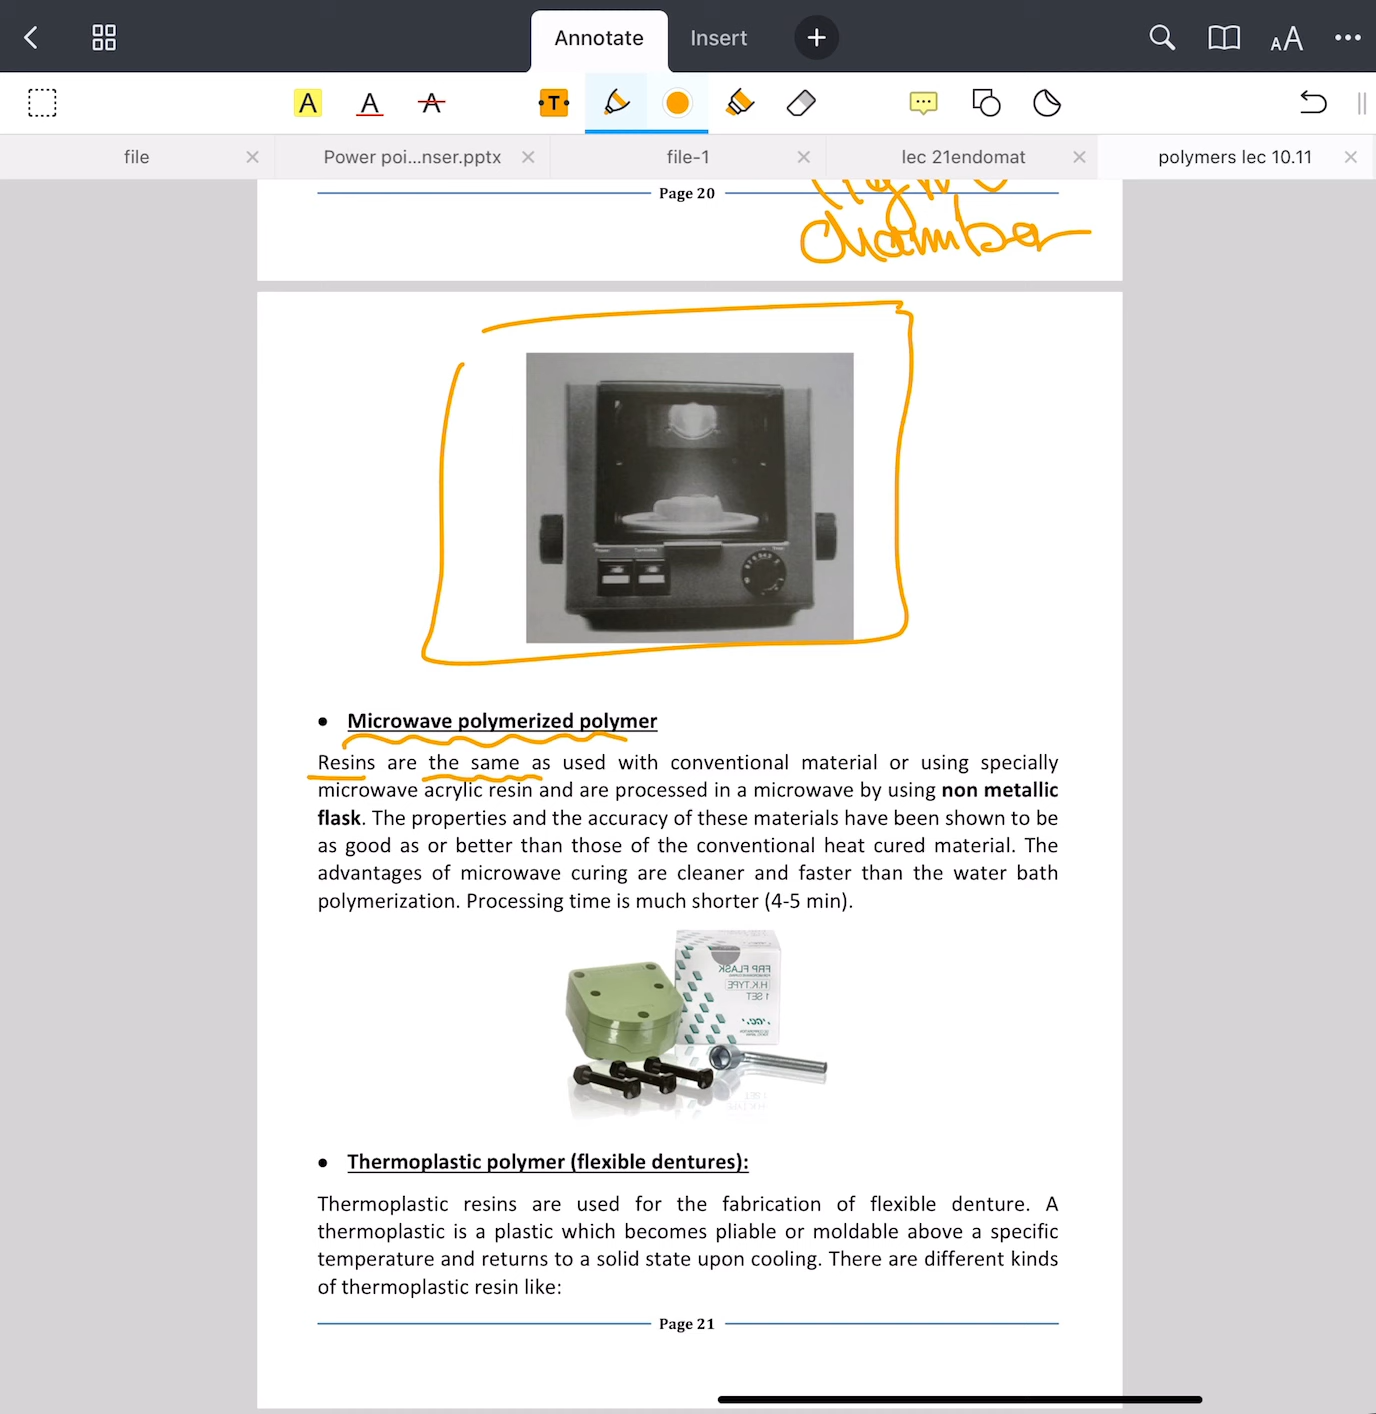 Annotate
Insert
file
Power poi...nser.pptx
file-1
lec 21endomat
polymers lec 10.11
Page 20
Chamber
• Microwave polymerized polymer
Resins are the same as used with conventional material or using specially
microwave acrylic resin and are processed in a microwave by using non metallic
flask. The properties and the accuracy of these materials have been shown to be
as good as or better than those of the conventional heat cured material. The
advantages of microwave curing are cleaner and faster than the water bath
polymerization. Processing time is much shorter (4-5 min).
FRP FLASK
H.K TYPE
1 SET
• Thermoplastic polymer (flexible dentures):
Thermoplastic resins are used for the fabrication of flexible denture. A
thermoplastic is a plastic which becomes pliable or moldable above a specific
temperature and returns to a solid state upon cooling. There are different kinds
of thermoplastic resin like:
Page 21